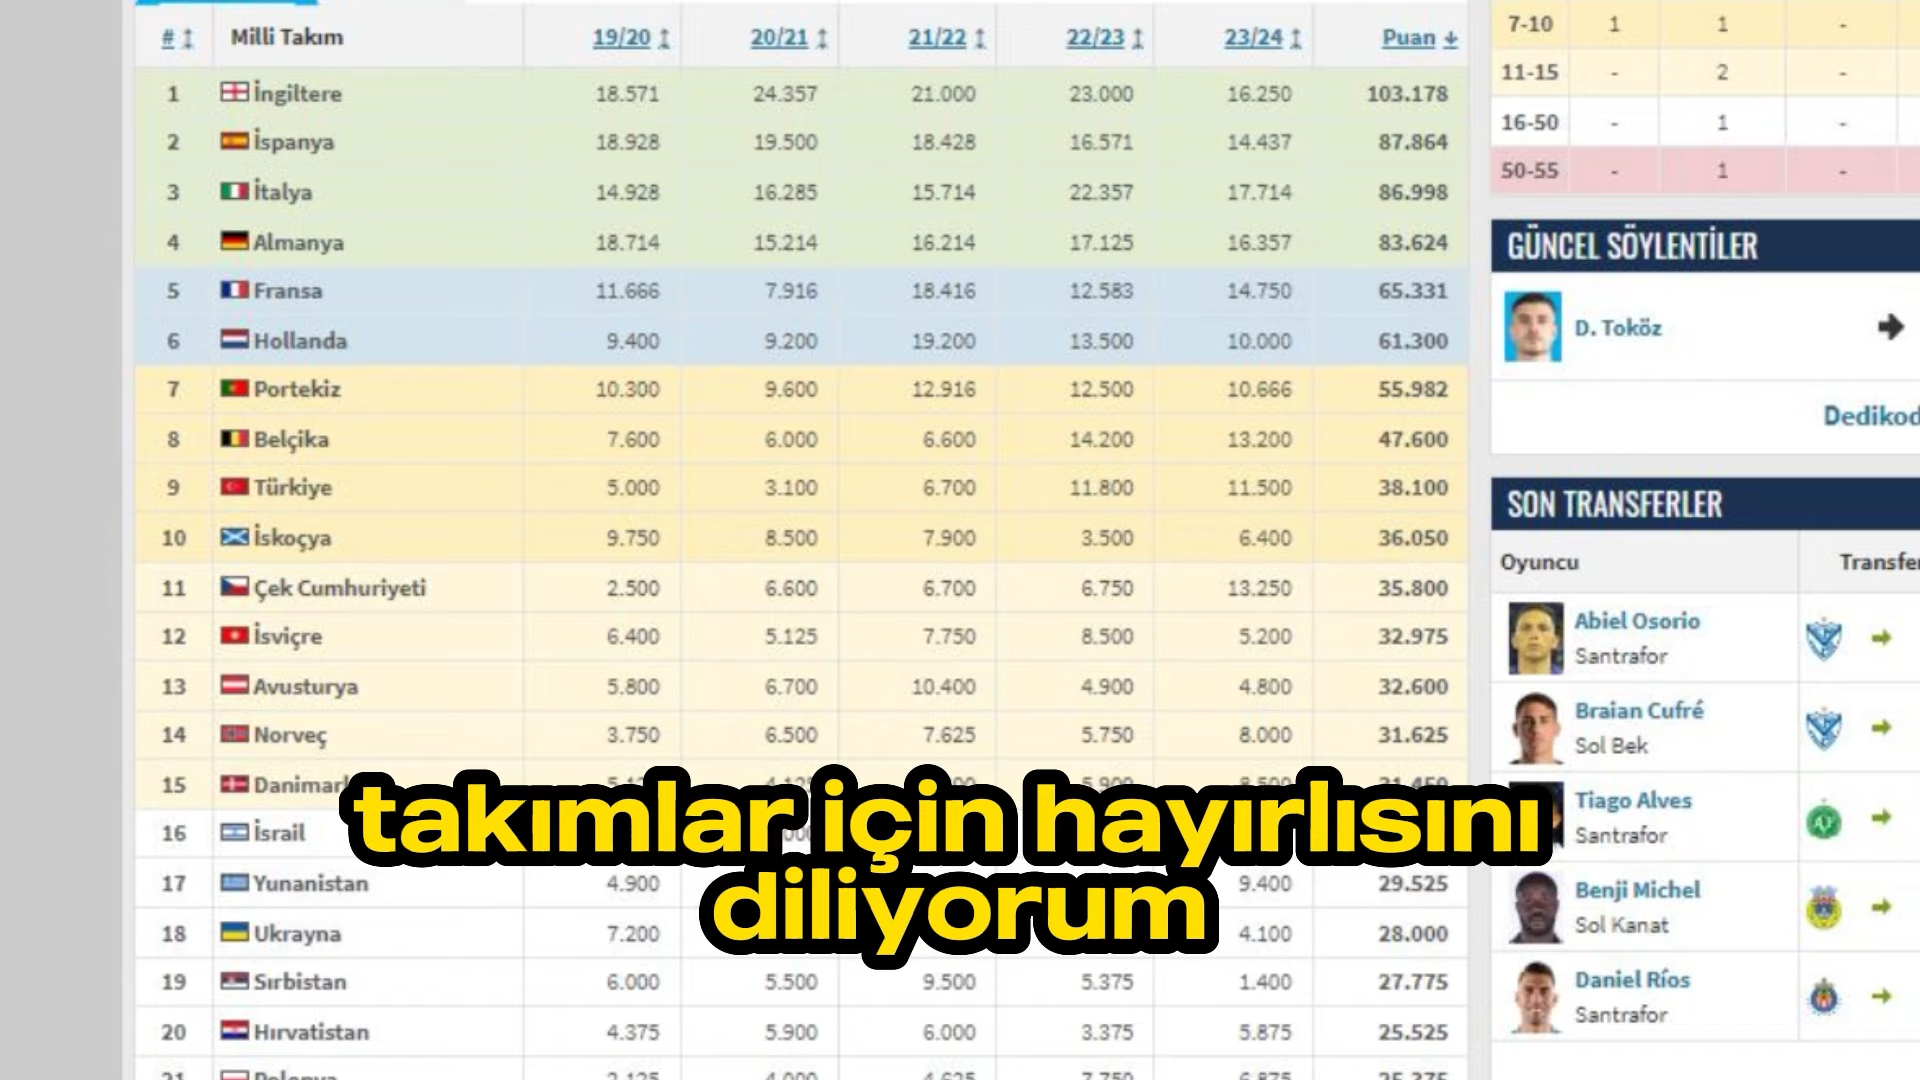 # Milli Takım 19/20 20/21 21/22 22/23 23/24 Puan
1 İngiltere 18.571 24.357 21.000 23.000 16.250 103.178
2 İspanya 18.928 19.500 18.428 16.571 14.437 87.864
3 İtalya 14.928 16.285 15.714 22.357 17.714 86.998
4 Almanya 18.714 15.214 16.214 17.125 16.357 83.624
5 Fransa 11.666 7.916 18.416 12.583 14.750 65.331
6 Hollanda 9.400 9.200 19.200 13.500 10.000 61.300
7 Portekiz 10.300 9.600 12.916 12.500 10.666 55.982
8 Belçika 7.600 6.000 6.600 14.200 13.200 47.600
9 Türkiye 5.000 3.100 6.700 11.800 11.500 38.100
10 İskoçya 9.750 8.500 7.900 3.500 6.400 36.050
11 Çek Cumhuriyeti 2.500 6.600 6.700 6.750 13.250 35.800
12 İsviçre 6.400 5.125 7.750 8.500 5.200 32.975
13 Avusturya 5.800 6.700 10.400 4.900 4.800 32.600
14 Norveç 3.750 6.500 7.625 5.750 8.000 31.625
15 Danimar
16 İsrail
17 Yunanistan 4.900 9.400 29.525
18 Ukrayna 7.200 4.100 28.000
19 Sırbistan 6.000 5.500 9.500 5.375 1.400 27.775
20 Hırvatistan 4.375 5.900 6.000 3.375 5.875 25.525
takımlar için hayırlısını
diliyorum
7-10 1 1 -
11-15 - 2 -
16-50 - 1 -
50-55 - 1 -
GÜNCEL SÖYLENTİLER
D. Toköz
Dedikod
SON TRANSFERLER
Oyuncu Transfer
Abiel Osorio
Santrafor
Braian Cufré
Sol Bek
Tiago Alves
Santrafor
Benji Michel
Sol Kanat
Daniel Ríos
Santrafor